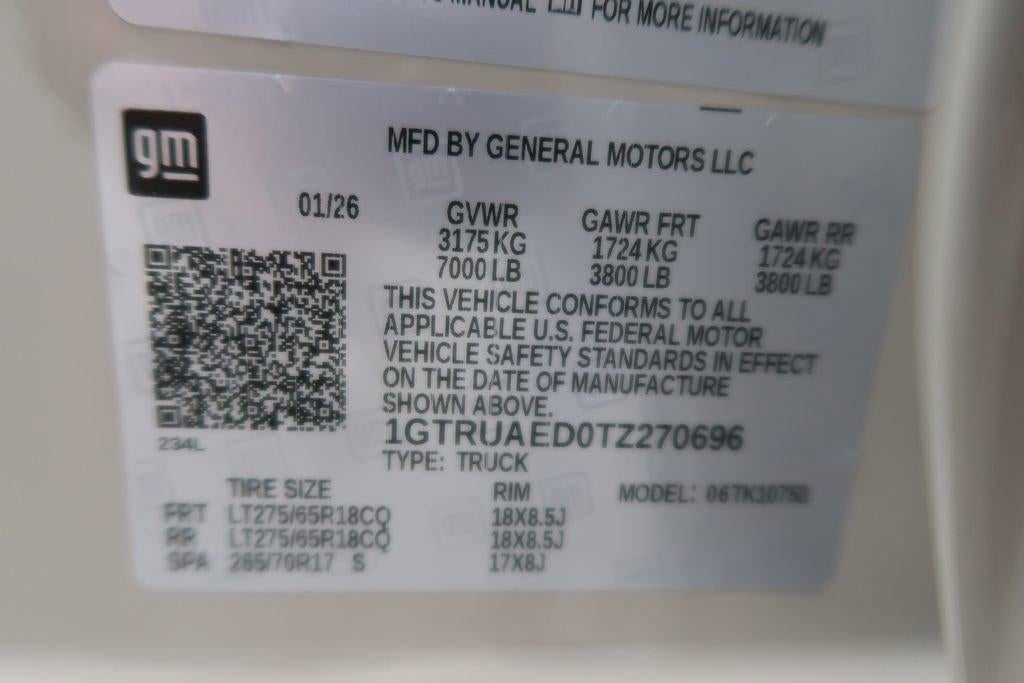 MANUAL FOR MORE INFORMATION
gm
MFD BY GENERAL MOTORS LLC
01/26
GVWR GAWR FRT GAWR RR
3175 KG 1724 KG 1724 KG
7000 LB 3800 LB 3800 LB
THIS VEHICLE CONFORMS TO ALL
APPLICABLE U.S. FEDERAL MOTOR
VEHICLE SAFETY STANDARDS IN EFFECT
ON THE DATE OF MANUFACTURE
SHOWN ABOVE.
234L
1GTRUAED0TZ270696
TYPE: TRUCK
TIRE SIZE RIM MODEL: 06TK10753
FRT LT275/65R18CQ 18X8.5J
RR LT275/65R18CQ 18X8.5J
SPA 265/70R17 S 17X8J